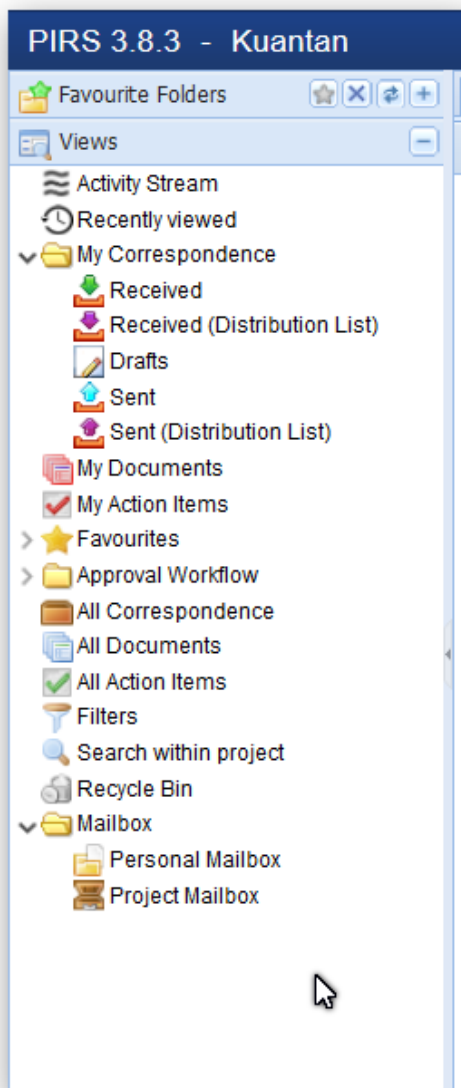 PIRS 3.8.3 - Kuantan
Favourite Folders
Views
Activity Stream
Recently viewed
My Correspondence
Received
Received (Distribution List)
Drafts
Sent
Sent (Distribution List)
My Documents
My Action Items
Favourites
Approval Workflow
All Correspondence
All Documents
All Action Items
Filters
Search within project
Recycle Bin
Mailbox
Personal Mailbox
Project Mailbox